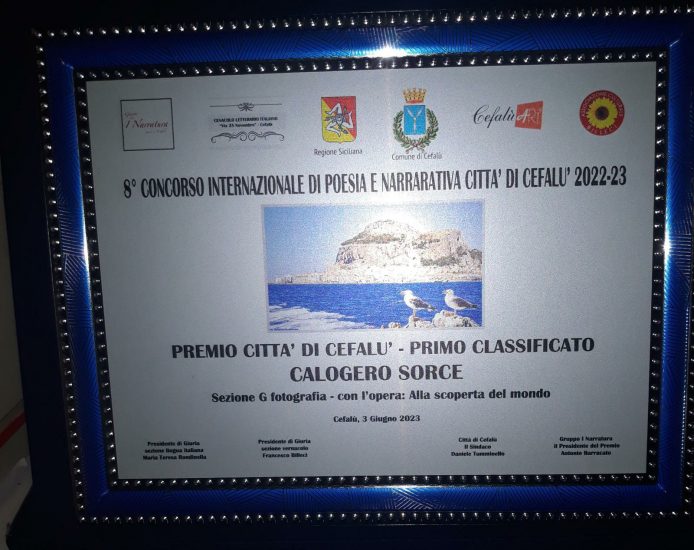 Gruppo
I Narratura
CENACOLO LETTERARIO ITALIANO
"Via 25 Novembre" - Cefalù
Cefalù ART
Regione Siciliana
Comune di Cefalù
8° CONCORSO INTERNAZIONALE DI POESIA E NARRARATIVA CITTA' DI CEFALU' 2022-23
PREMIO CITTA' DI CEFALU' - PRIMO CLASSIFICATO
CALOGERO SORCE
Sezione G fotografia - con l'opera: Alla scoperta del mondo
Cefalù, 3 Giugno 2023
Presidente di Giuria
sezione lingua italiana
Maria Teresa Rondinella
Presidente di Giuria
sezione vernacolo
Francesco Billeci
Città di Cefalù
Il Sindaco
Daniele Tumminello
Gruppo I Narratura
Il Presidente del Premio
Antonio Barracato